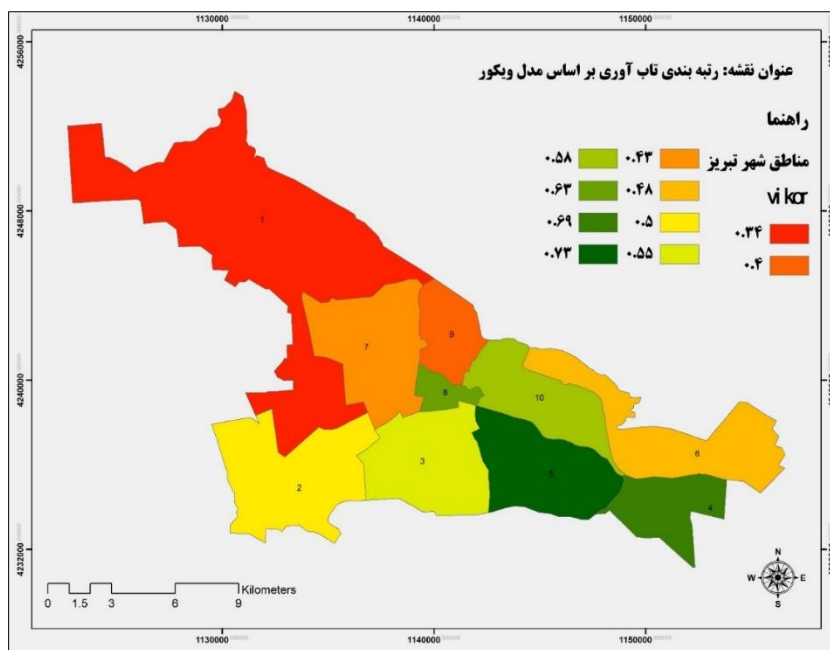 1130000 1140000 1150000
4256000
عنوان نقشه: رتبه بندی تاب آوری بر اساس مدل ویکور
راهنما
مناطق شهر تبریز
vikor
۰.۳۴
۰.۴
۰.۴۳
۰.۴۸
۰.۵
۰.۵۵
۰.۵۸
۰.۶۳
۰.۶۹
۰.۷۳
4248000
1
9
7
4240000
8
10
6
3
5
2
4
4232000
N
W E
S
Kilometers
0 1.5 3 6 9
1130000 1140000 1150000